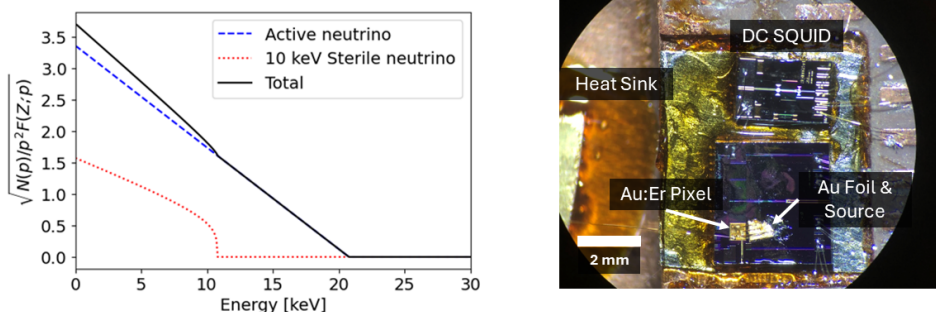 √N(p)/p²F(Z;p)
3.5
3.0
2.5
2.0
1.5
1.0
0.5
0.0
0
5
10
15
20
25
30
Energy [keV]
Active neutrino
10 keV Sterile neutrino
Total
DC SQUID
Heat Sink
Au:Er Pixel
Au Foil &
Source
2 mm